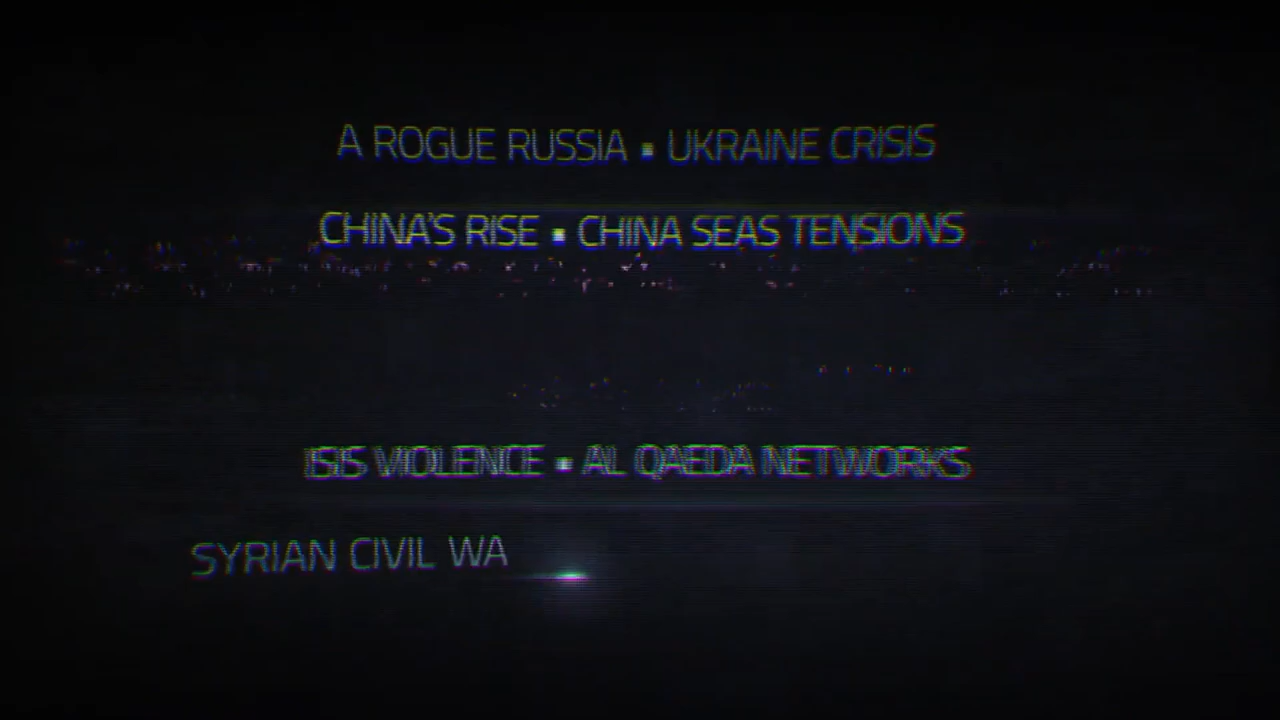 A ROGUE RUSSIA ▪ UKRAINE CRISIS
CHINA'S RISE ▪ CHINA SEAS TENSIONS
ISIS VIOLENCE ▪ AL QAEDA NETWORKS
SYRIAN CIVIL WA